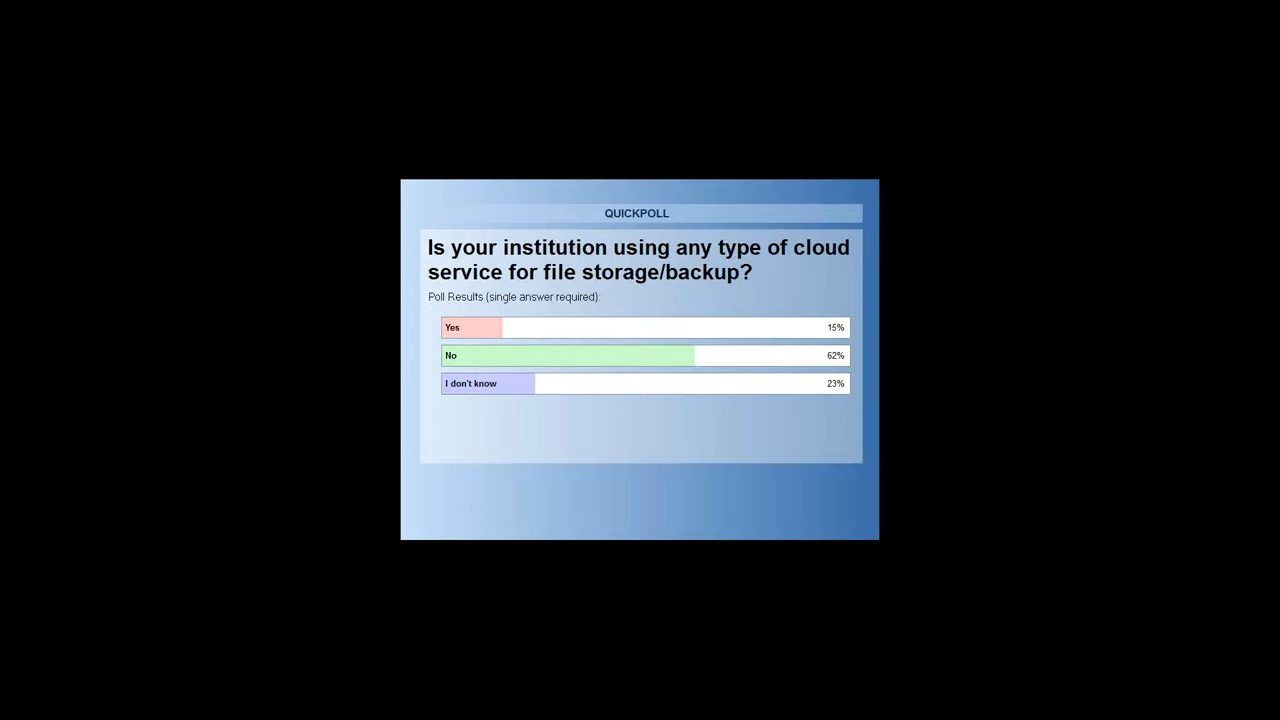 QUICKPOLL
Is your institution using any type of cloud
service for file storage/backup?
Poll Results (single answer required):
Yes 15%
No 62%
I don't know 23%